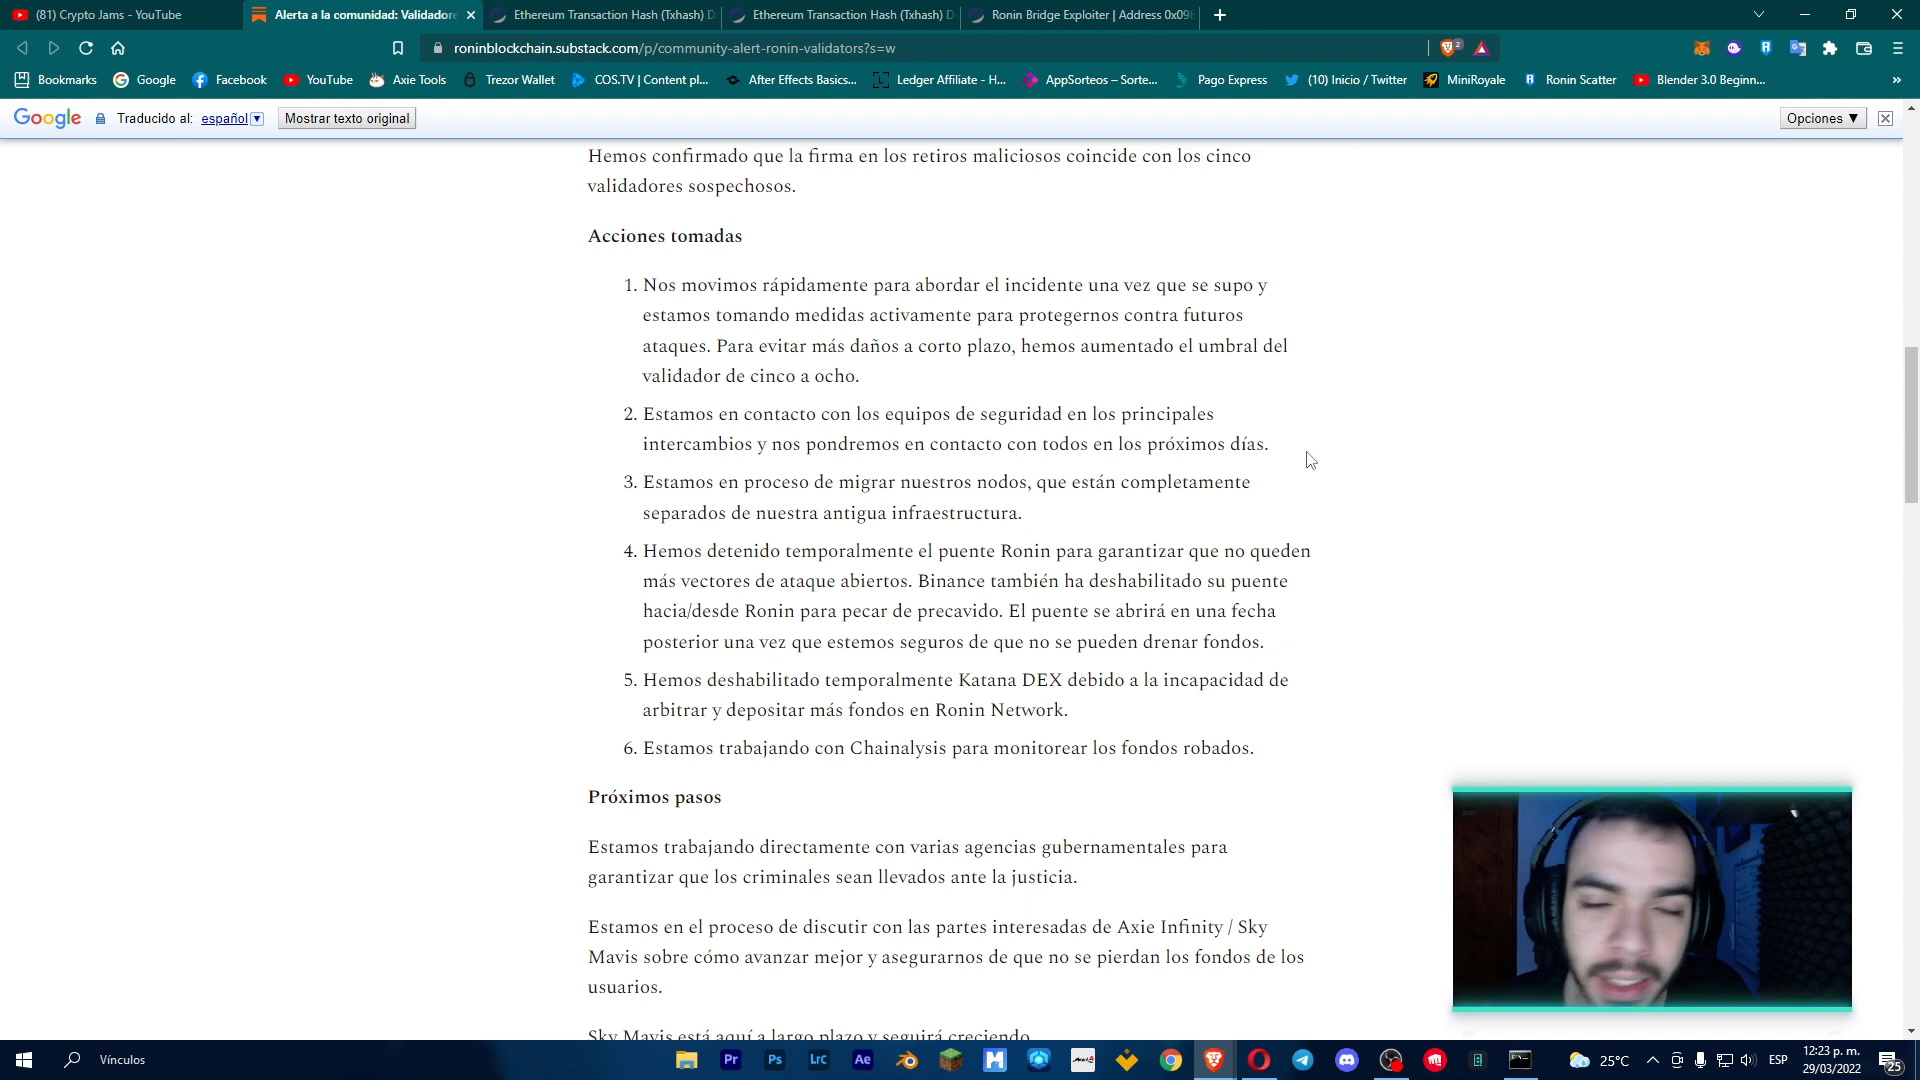 (81) Crypto Jams - YouTube
Alerta a la comunidad: Validadore
Ethereum Transaction Hash (Txhash) D
Ethereum Transaction Hash (Txhash) D
Ronin Bridge Exploiter | Address 0x098
roninblockchain.substack.com/p/community-alert-ronin-validators?s=w
2
Bookmarks
Google
Facebook
YouTube
Axie Tools
Trezor Wallet
COS.TV | Content pl...
After Effects Basics...
Ledger Affiliate - H...
AppSorteos – Sorte...
Pago Express
(10) Inicio / Twitter
MiniRoyale
Ronin Scatter
Blender 3.0 Beginn...
»
Google Traducido al: español Mostrar texto original Opciones ▼
Hemos confirmado que la firma en los retiros maliciosos coincide con los cinco
validadores sospechosos.
Acciones tomadas
1. Nos movimos rápidamente para abordar el incidente una vez que se supo y
estamos tomando medidas activamente para protegernos contra futuros
ataques. Para evitar más daños a corto plazo, hemos aumentado el umbral del
validador de cinco a ocho.
2. Estamos en contacto con los equipos de seguridad en los principales
intercambios y nos pondremos en contacto con todos en los próximos días.
3. Estamos en proceso de migrar nuestros nodos, que están completamente
separados de nuestra antigua infraestructura.
4. Hemos detenido temporalmente el puente Ronin para garantizar que no queden
más vectores de ataque abiertos. Binance también ha deshabilitado su puente
hacia/desde Ronin para pecar de precavido. El puente se abrirá en una fecha
posterior una vez que estemos seguros de que no se pueden drenar fondos.
5. Hemos deshabilitado temporalmente Katana DEX debido a la incapacidad de
arbitrar y depositar más fondos en Ronin Network.
6. Estamos trabajando con Chainalysis para monitorear los fondos robados.
Próximos pasos
Estamos trabajando directamente con varias agencias gubernamentales para
garantizar que los criminales sean llevados ante la justicia.
Estamos en el proceso de discutir con las partes interesadas de Axie Infinity / Sky
Mavis sobre cómo avanzar mejor y asegurarnos de que no se pierdan los fondos de los
usuarios.
Sky Mavis está aquí a largo plazo y seguirá creciendo
Vínculos
Pr
Ps
Lrc
Ae
25°C
ESP
12:23 p. m.
29/03/2022
25